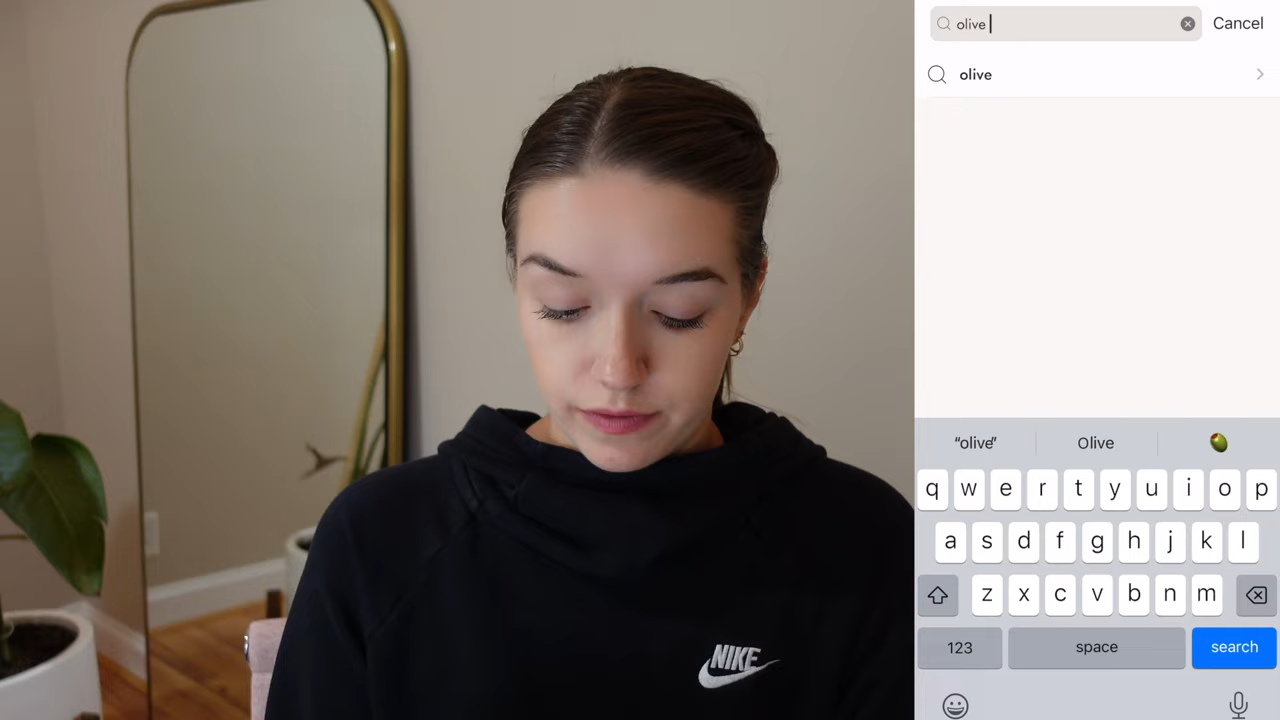 NIKE
olive
Cancel
olive
“olive” Olive
q w e r t y u i o p
a s d f g h j k l
z x c v b n m
123 space search